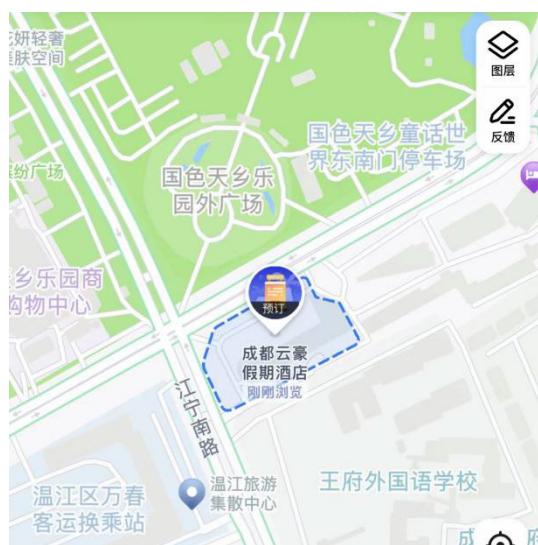 妍轻奢
肤空间
图层
反馈
国色天乡童话世
界东南门停车场
纷广场
国色天乡乐
园外广场
乡乐园商
购物中心
预订
成都云豪
假期酒店
刚刚浏览
江宁南路
温江旅游
集散中心
王府外国语学校
温江区万春
客运换乘站
成
府